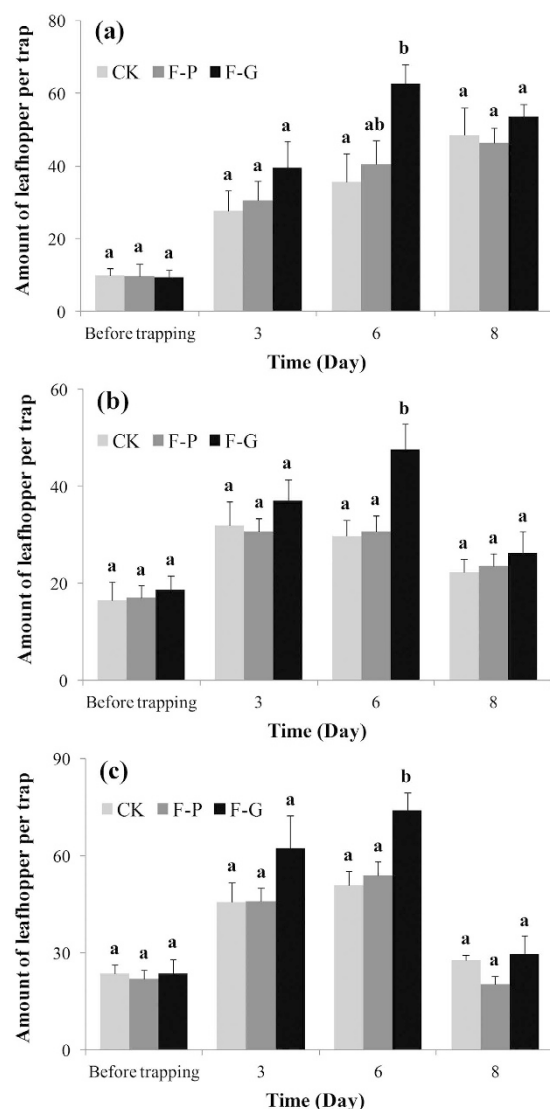 (a)
CK F-P F-G
Amount of leafhopper per trap
80
60
40
20
0
a a a
a a a
a ab b
a a a
Before trapping 3 6 8
Time (Day)
(b)
CK F-P F-G
Amount of leafhopper per trap
60
40
20
0
a a a
a a a
a a b
a a a
Before trapping 3 6 8
Time (Day)
(c)
CK F-P F-G
Amount of leafhopper per trap
90
60
30
0
a a a
a a a
a a b
a a a
Before trapping 3 6 8
Time (Day)